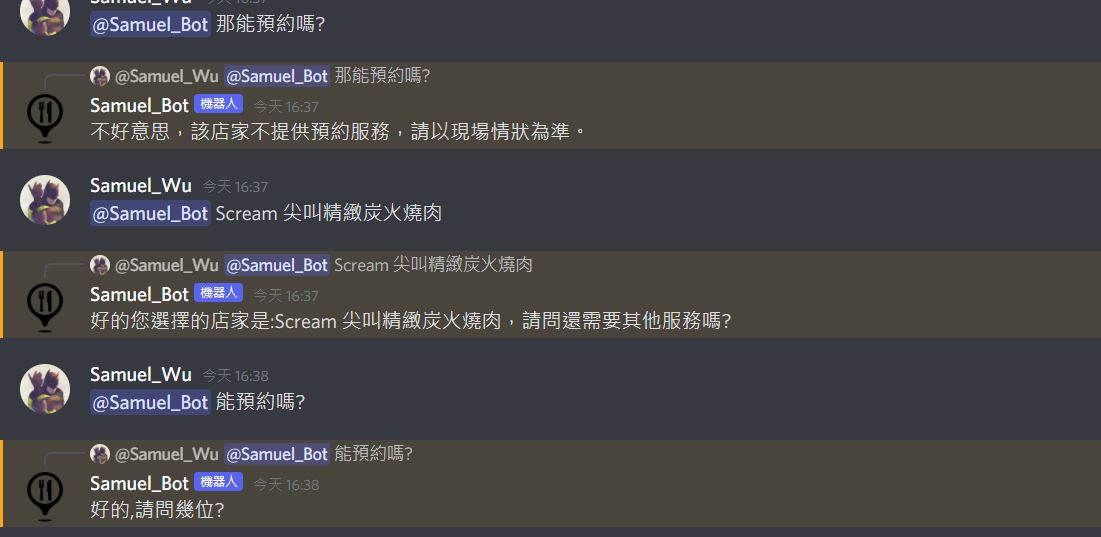 Samuel_Wu 今天 16:37
@Samuel_Bot 那能預約嗎?
@Samuel_Wu @Samuel_Bot 那能預約嗎?
Samuel_Bot 機器人 今天 16:37
不好意思，該店家不提供預約服務，請以現場情狀為準。
Samuel_Wu 今天 16:37
@Samuel_Bot Scream 尖叫精緻炭火燒肉
@Samuel_Wu @Samuel_Bot Scream 尖叫精緻炭火燒肉
Samuel_Bot 機器人 今天 16:37
好的您選擇的店家是:Scream 尖叫精緻炭火燒肉，請問還需要其他服務嗎?
Samuel_Wu 今天 16:38
@Samuel_Bot 能預約嗎?
@Samuel_Wu @Samuel_Bot 能預約嗎?
Samuel_Bot 機器人 今天 16:38
好的,請問幾位?